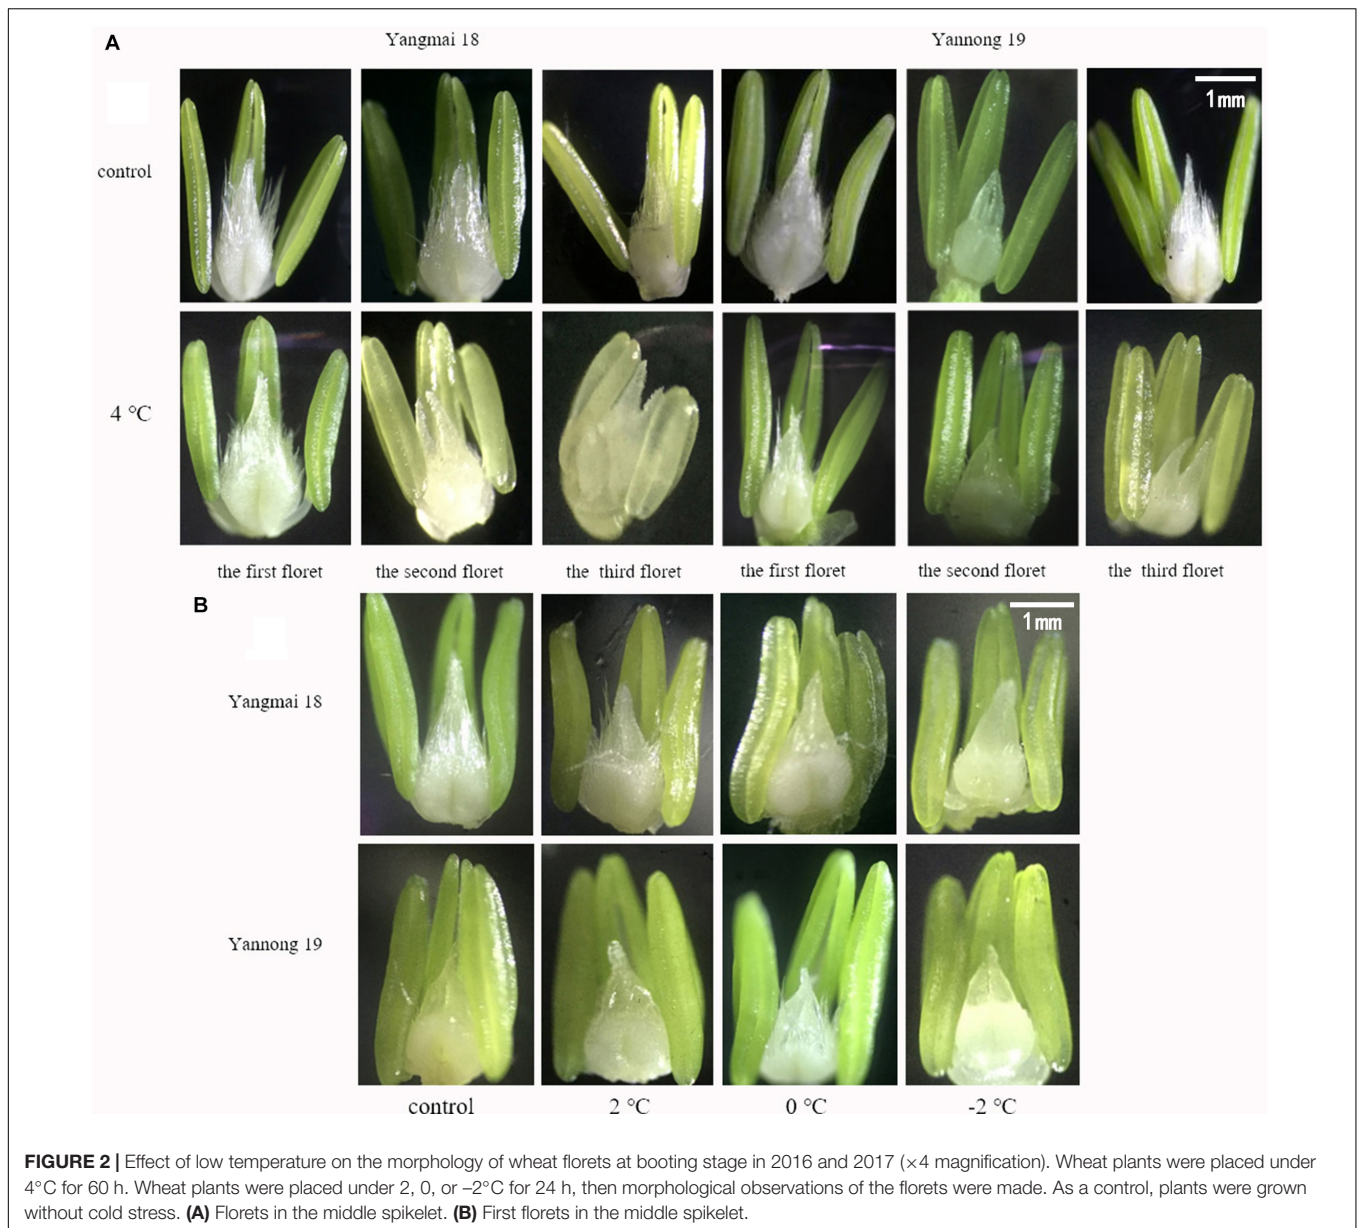 A
Yangmai 18
Yannong 19
1 mm
control
4 °C
the first floret
the second floret
the third floret
the first floret
the second floret
the third floret
B
1 mm
Yangmai 18
Yannong 19
control
2 °C
0 °C
-2 °C
FIGURE 2 | Effect of low temperature on the morphology of wheat florets at booting stage in 2016 and 2017 (×4 magnification). Wheat plants were placed under
4°C for 60 h. Wheat plants were placed under 2, 0, or –2°C for 24 h, then morphological observations of the florets were made. As a control, plants were grown
without cold stress. (A) Florets in the middle spikelet. (B) First florets in the middle spikelet.